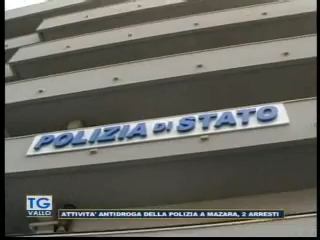 POLIZIA DI STATO
TG
VALLO
ATTIVITA' ANTIDROGA DELLA POLIZIA A MAZARA, 2 ARRESTI